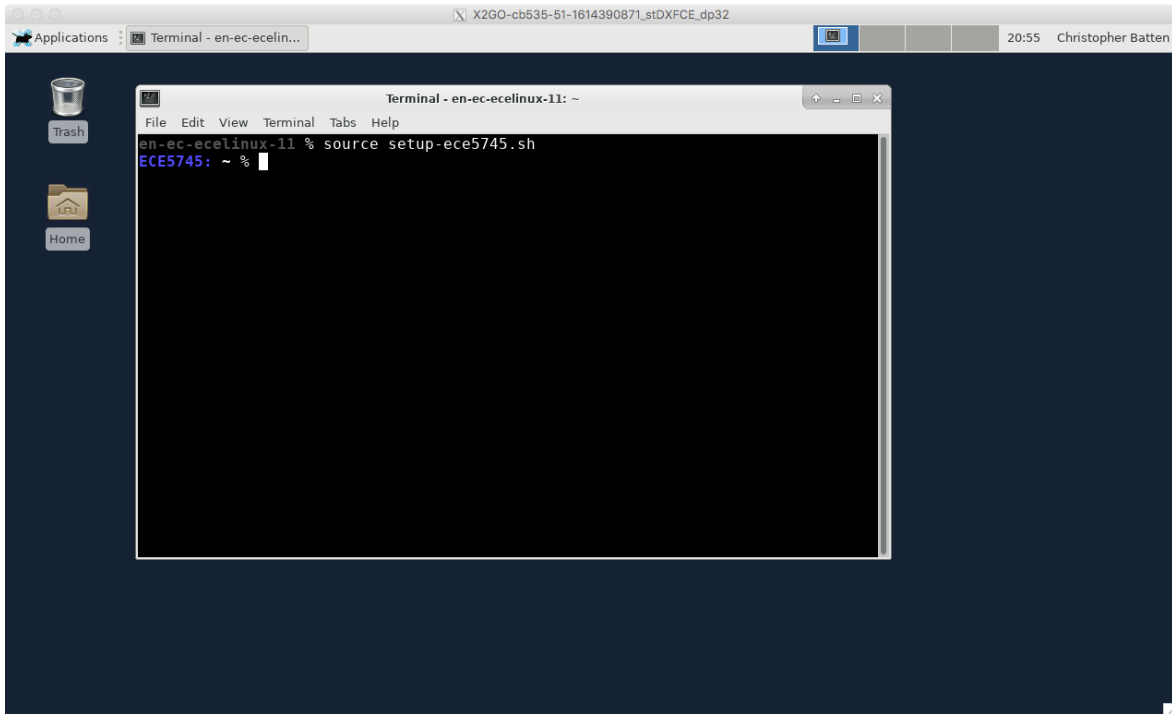 X2GO-cb535-51-1614390871_stDXFCE_dp32
Applications
Terminal - en-ec-ecelin...
20:55
Christopher Batten
Trash
Home
Terminal - en-ec-ecelinux-11: ~
File Edit View Terminal Tabs Help
en-ec-ecelinux-11 % source setup-ece5745.sh
ECE5745: ~ %